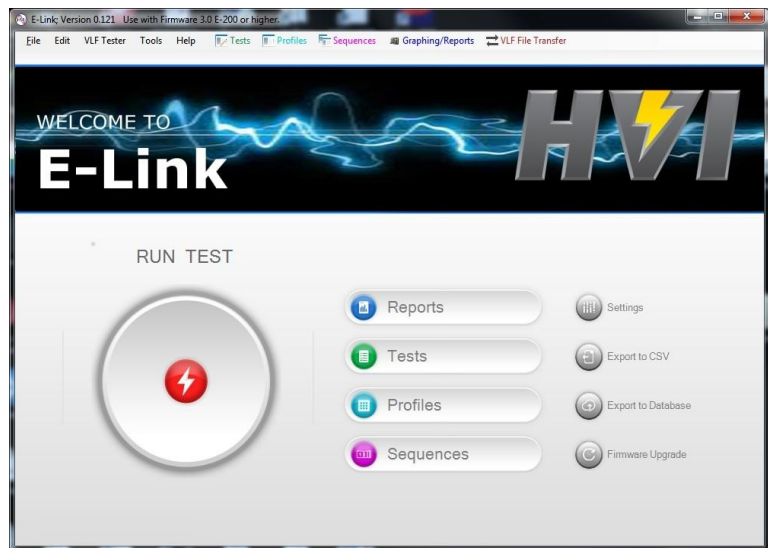 E-Link; Version 0.121 Use with Firmware 3.0 E-200 or higher.
File Edit VLF Tester Tools Help Tests Profiles Sequences Graphing/Reports VLF File Transfer
WELCOME TO
E-Link
HVI
RUN TEST
Reports
Settings
Tests
Export to CSV
Profiles
Export to Database
Sequences
Firmware Upgrade